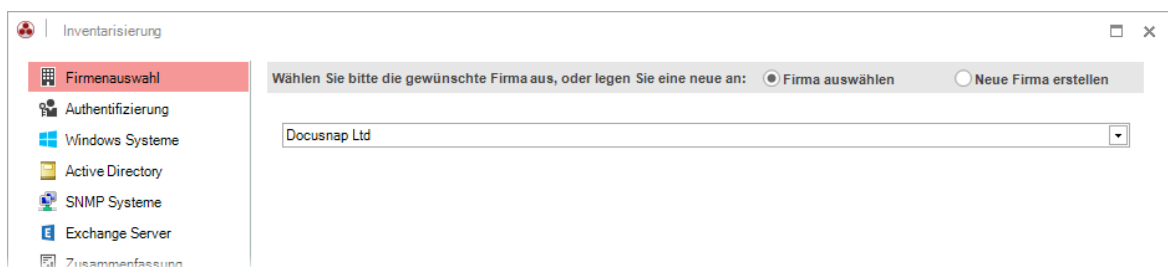 Inventarisierung
Firmenauswahl
Wählen Sie bitte die gewünschte Firma aus, oder legen Sie eine neue an: Firma auswählen Neue Firma erstellen
Authentifizierung
Docusnap Ltd
Windows Systeme
Active Directory
SNMP Systeme
Exchange Server
Zusammenfassung